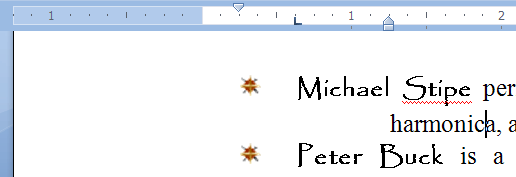 1 1 2
Michael Stipe per
harmonica, a
Peter Buck is a